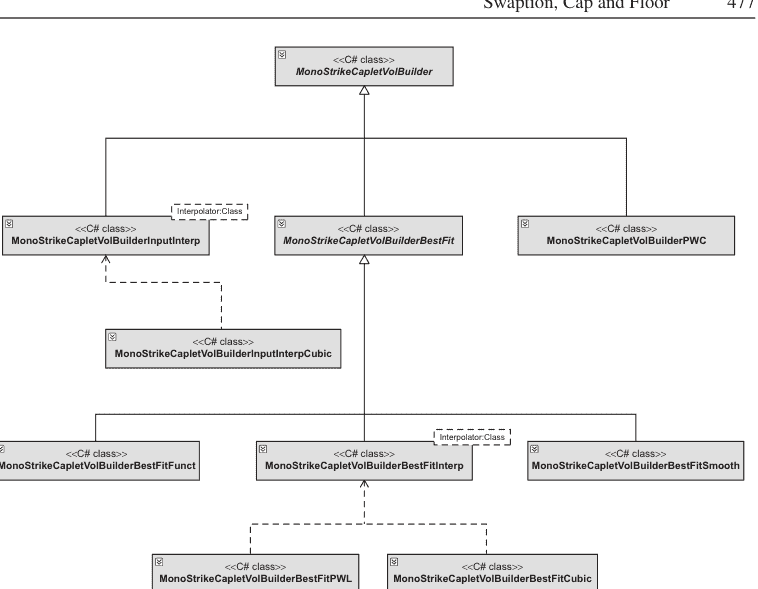 Swaption, Cap and Floor 477
<<C# class>>
MonoStrikeCapletVolBuilder
Interpolator:Class
<<C# class>>
MonoStrikeCapletVolBuilderInputInterp
<<C# class>>
MonoStrikeCapletVolBuilderBestFit
<<C# class>>
MonoStrikeCapletVolBuilderPWC
<<C# class>>
MonoStrikeCapletVolBuilderInputInterpCubic
Interpolator:Class
<<C# class>>
MonoStrikeCapletVolBuilderBestFitFunct
<<C# class>>
MonoStrikeCapletVolBuilderBestFitInterp
<<C# class>>
MonoStrikeCapletVolBuilderBestFitSmooth
<<C# class>>
MonoStrikeCapletVolBuilderBestFitPWL
<<C# class>>
MonoStrikeCapletVolBuilderBestFitCubic